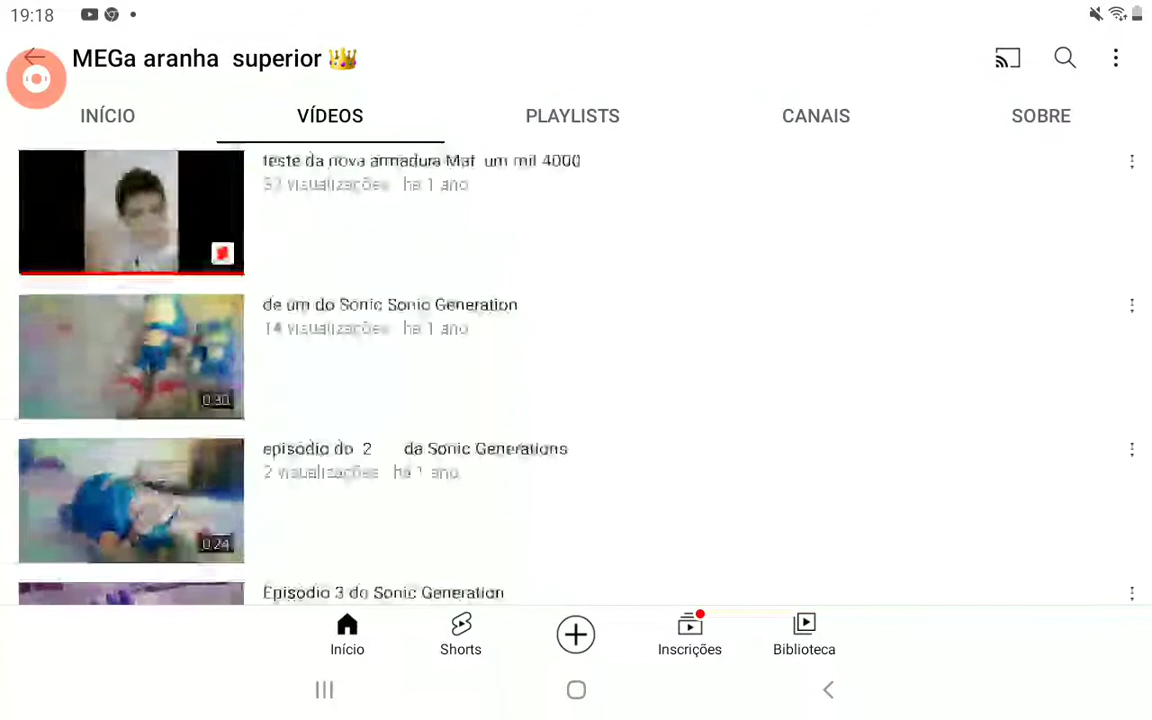 19:18
MEGa aranha superior 👑
INÍCIO
VÍDEOS
PLAYLISTS
CANAIS
SOBRE
teste da nova armadura um mil 4000
visualizações há 1 ano
de um do Sonic Sonic Generation
14 visualizações há 1 ano
0:30
episódio do 2 da Sonic Generations
2 visualizações há 1 ano
0:24
Episodio 3 do Sonic Generation
Início
Shorts
Inscrições
Biblioteca